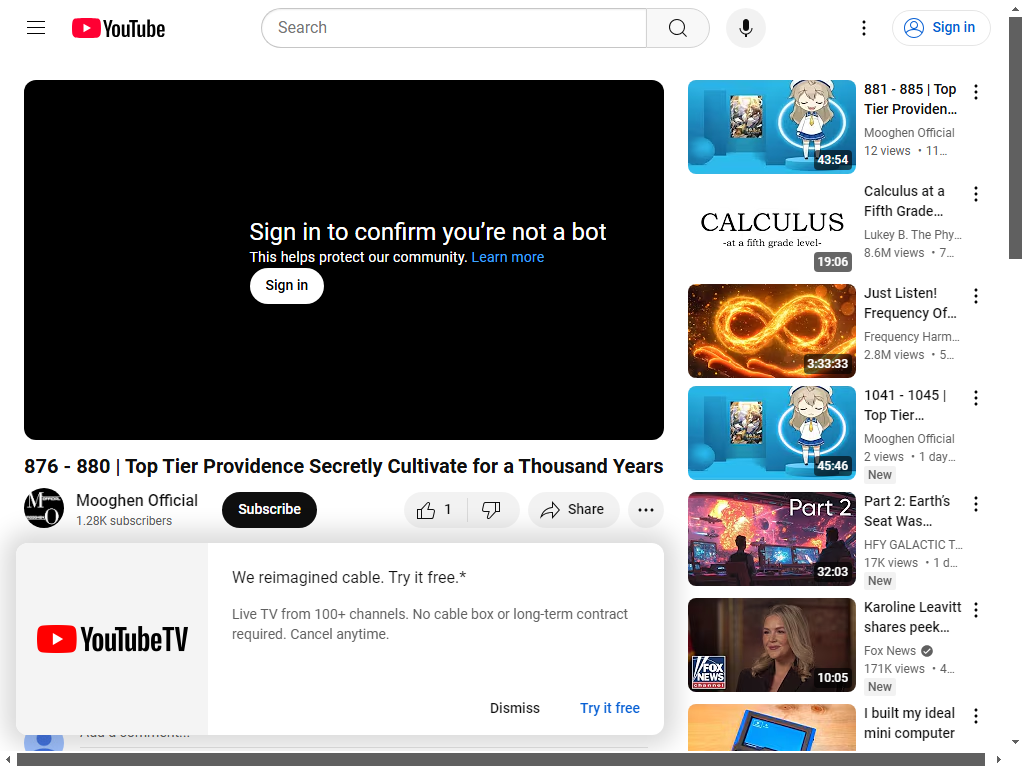 YouTube
Search
Sign in
Sign in to confirm you’re not a bot
This helps protect our community. Learn more
Sign in
876 - 880 | Top Tier Providence Secretly Cultivate for a Thousand Years
Mooghen Official
1.28K subscribers
Subscribe
1
Share
We reimagined cable. Try it free.*
Live TV from 100+ channels. No cable box or long-term contract
required. Cancel anytime.
YouTubeTV
Dismiss
Try it free
Add a comment...
881 - 885 | Top
Tier Providen...
Mooghen Official
12 views • 11...
43:54
Calculus at a
Fifth Grade...
Lukey B. The Phy...
8.6M views • 7...
CALCULUS
-at a fifth grade level-
19:06
Just Listen!
Frequency Of...
Frequency Harm...
2.8M views • 5...
3:33:33
1041 - 1045 |
Top Tier...
Mooghen Official
2 views • 1 day...
New
45:46
Part 2: Earth’s
Seat Was...
HFY GALACTIC T...
17K views • 1 d...
New
Part 2
32:03
Karoline Leavitt
shares peek...
Fox News
171K views • 4...
New
FOX
NEWS
channel
10:05
I built my ideal
mini computer